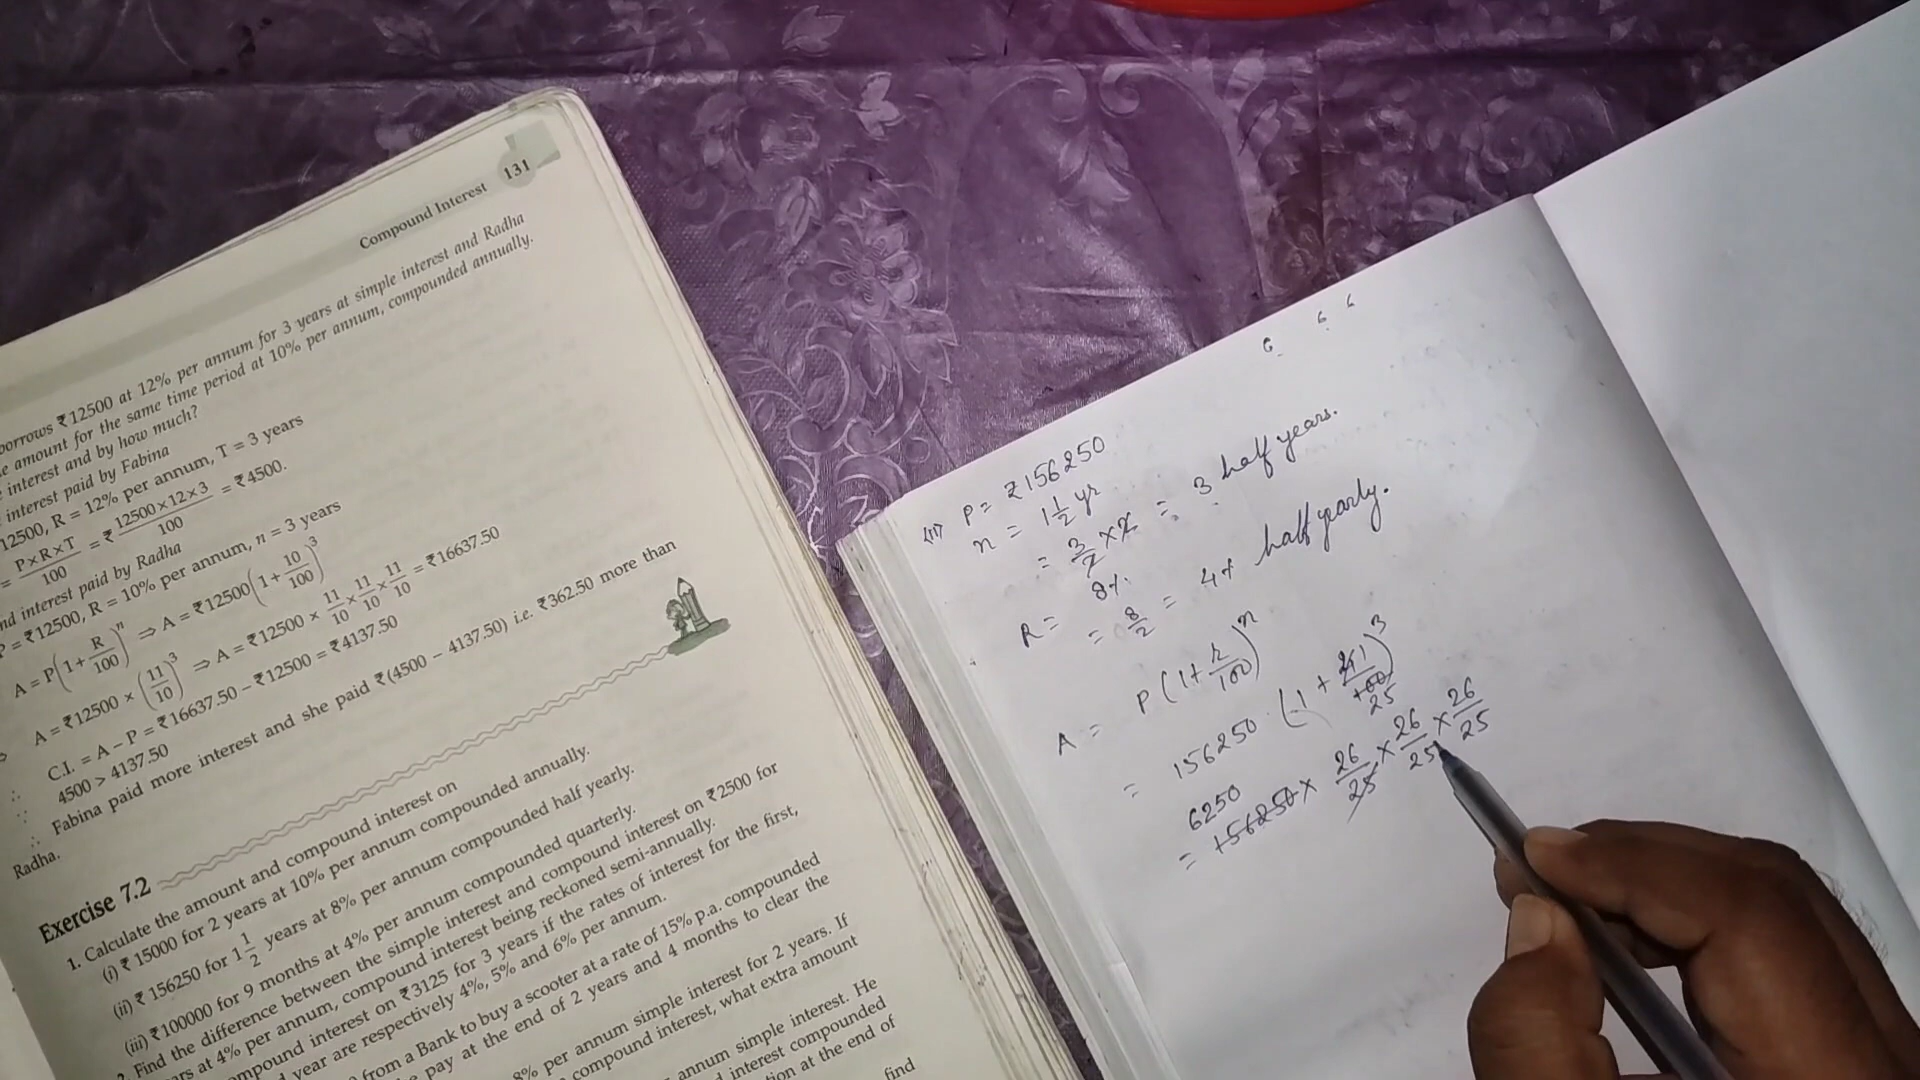 131
Compound Interest
borrows ₹12500 at 12% per annum for 3 years at simple interest and Radha
amount for the same time period at 10% per annum, compounded annually.
interest and by how much?
interest paid by Fabina
12500, R = 12% per annum, T = 3 years
= P×R×T/100 = ₹ 12500×12×3/100 = ₹4500.
interest paid by Radha
P = ₹12500, R = 10% per annum, n = 3 years
A = P(1 + R/100)^n ⇒ A = ₹12500(1 + 10/100)^3
A = ₹12500 × (11/10)^3 ⇒ A = ₹12500 × 11/10 × 11/10 × 11/10 = ₹16637.50
C.I. = A – P = ₹16637.50 – ₹12500 = ₹4137.50
∵ 4500 > 4137.50
∴ Fabina paid more interest and she paid ₹(4500 – 4137.50) i.e. ₹362.50 more than
Radha.
Exercise 7.2
1. Calculate the amount and compound interest on
(i) ₹ 15000 for 2 years at 10% per annum compounded annually.
(ii) ₹ 156250 for 1 1/2 years at 8% per annum compounded half yearly.
(iii) ₹100000 for 9 months at 4% per annum compounded quarterly.
Find the difference between the simple interest and compound interest on ₹2500 for
at 4% per annum, compound interest being reckoned semi-annually.
compound interest on ₹3125 for 3 years if the rates of interest for the first,
year are respectively 4%, 5% and 6% per annum.
from a Bank to buy a scooter at a rate of 15% p.a. compounded
pay at the end of 2 years and 4 months to clear the
8% per annum simple interest for 2 years. If
compound interest, what extra amount
annum simple interest. He
interest compounded
at the end of
find
6 6 6
P = ₹156250
n = 1 1/2 yr
= 3/2 × 2 = 3 half years.
R = 8%
= 8/2 = 4% half yearly.
A = P(1 + r/100)^n
= 156250 (1 + 4 1/100 25)^3
6250
= 156250 × 26/25 × 26/25 × 26/25